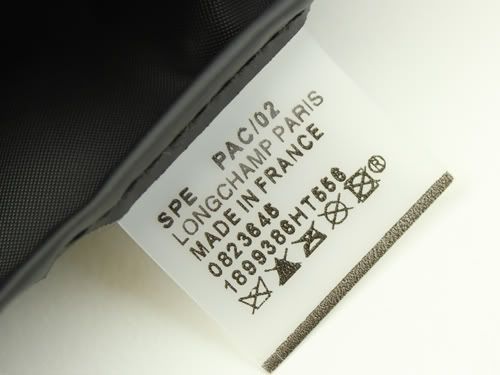 SPE PAC/02
LONGCHAMP PARIS
MADE IN FRANCE
0823645
1899386HT556
®